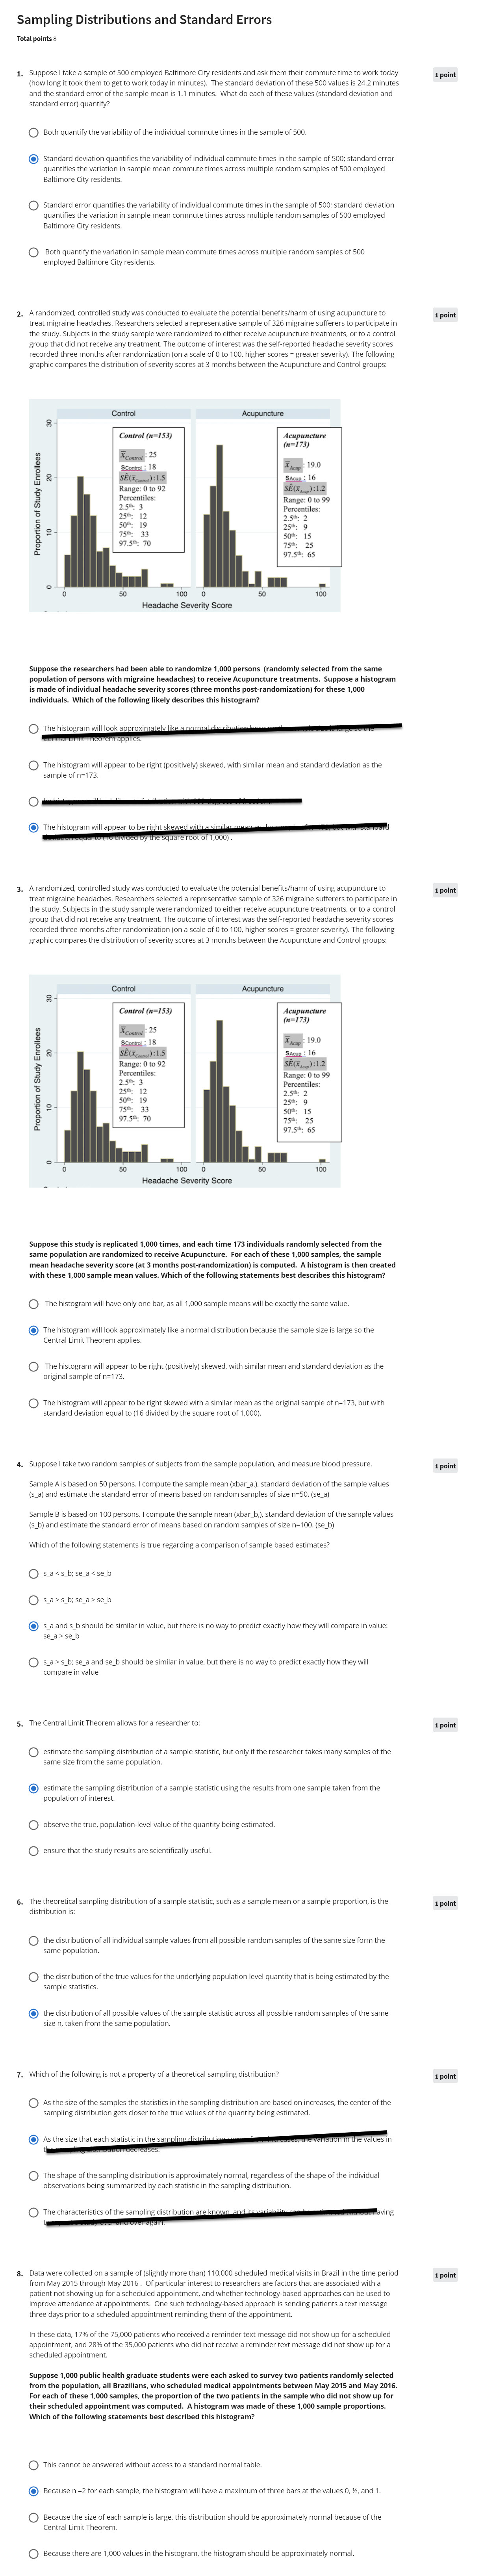 Sampling Distributions and Standard Errors
Total points 8
1. Suppose I take a sample of 500 employed Baltimore City residents and ask them their commute time to work today
1 point
(how long it took them to get to work today in minutes). The standard deviation of these 500 values is 24.2 minutes
and the standard error of the sample mean is 1.1 minutes. What do each of these values (standard deviation and
standard error) quantify?
Both quantify the variability of the individual commute times in the sample of 500.
Standard deviation quantifies the variability of individual commute times in the sample of 500; standard error
quantifies the variation in sample mean commute times across multiple random samples of 500 employed
Baltimore City residents.
Standard error quantifies the variability of individual commute times in the sample of 500; standard deviation
quantifies the variation in sample mean commute times across multiple random samples of 500 employed
Baltimore City residents.
Both quantify the variation in sample mean commute times across multiple random samples of 500
employed Baltimore City residents.
2. A randomized, controlled study was conducted to evaluate the potential benefits/harm of using acupuncture to
1 point
treat migraine headaches. Researchers selected a representative sample of 326 migraine sufferers to participate in
the study. Subjects in the study sample were randomized to either receive acupuncture treatments, or to a control
group that did not receive any treatment. The outcome of interest was the self-reported headache severity scores
recorded three months after randomization (on a scale of 0 to 100, higher scores = greater severity). The following
graphic compares the distribution of severity scores at 3 months between the Acupuncture and Control groups:
Control
Acupuncture
Proportion of Study Enrollees
30
20
10
0
Control (n=153)
x̅Control : 25
sControl : 18
SÊ(x̅Control):1.5
Range: 0 to 92
Percentiles:
2.5th: 3
25th: 12
50th: 19
75th: 33
97.5th: 70
Acupuncture
(n=173)
x̅Acup : 19.0
sAcup : 16
SÊ(x̅Acup):1.2
Range: 0 to 99
Percentiles:
2.5th: 2
25th: 9
50th: 15
75th: 25
97.5th: 65
0 50 100 0 50 100
Headache Severity Score
Suppose the researchers had been able to randomize 1,000 persons (randomly selected from the same
population of persons with migraine headaches) to receive Acupuncture treatments. Suppose a histogram
is made of individual headache severity scores (three months post-randomization) for these 1,000
individuals. Which of the following likely describes this histogram?
The histogram will look approximately like a normal distribution because the
Central Limit Theorem applies.
The histogram will appear to be right (positively) skewed, with similar mean and standard deviation as the
sample of n=173.
The histogram will appear to be right skewed with a similar mean as the
divided by the square root of 1,000) .
3. A randomized, controlled study was conducted to evaluate the potential benefits/harm of using acupuncture to
1 point
treat migraine headaches. Researchers selected a representative sample of 326 migraine sufferers to participate in
the study. Subjects in the study sample were randomized to either receive acupuncture treatments, or to a control
group that did not receive any treatment. The outcome of interest was the self-reported headache severity scores
recorded three months after randomization (on a scale of 0 to 100, higher scores = greater severity). The following
graphic compares the distribution of severity scores at 3 months between the Acupuncture and Control groups:
Control
Acupuncture
Proportion of Study Enrollees
30
20
10
0
Control (n=153)
x̅Control : 25
sControl : 18
SÊ(x̅Control):1.5
Range: 0 to 92
Percentiles:
2.5th: 3
25th: 12
50th: 19
75th: 33
97.5th: 70
Acupuncture
(n=173)
x̅Acup : 19.0
sAcup : 16
SÊ(x̅Acup):1.2
Range: 0 to 99
Percentiles:
2.5th: 2
25th: 9
50th: 15
75th: 25
97.5th: 65
0 50 100 0 50 100
Headache Severity Score
Suppose this study is replicated 1,000 times, and each time 173 individuals randomly selected from the
same population are randomized to receive Acupuncture. For each of these 1,000 samples, the sample
mean headache severity score (at 3 months post-randomization) is computed. A histogram is then created
with these 1,000 sample mean values. Which of the following statements best describes this histogram?
The histogram will have only one bar, as all 1,000 sample means will be exactly the same value.
The histogram will look approximately like a normal distribution because the sample size is large so the
Central Limit Theorem applies.
The histogram will appear to be right (positively) skewed, with similar mean and standard deviation as the
original sample of n=173.
The histogram will appear to be right skewed with a similar mean as the original sample of n=173, but with
standard deviation equal to (16 divided by the square root of 1,000).
4. Suppose I take two random samples of subjects from the sample population, and measure blood pressure.
1 point
Sample A is based on 50 persons. I compute the sample mean (xbar_a,), standard deviation of the sample values
(s_a) and estimate the standard error of means based on random samples of size n=50. (se_a)
Sample B is based on 100 persons. I compute the sample mean (xbar_b,), standard deviation of the sample values
(s_b) and estimate the standard error of means based on random samples of size n=100. (se_b)
Which of the following statements is true regarding a comparison of sample based estimates?
s_a < s_b; se_a < se_b
s_a > s_b; se_a > se_b
s_a and s_b should be similar in value, but there is no way to predict exactly how they will compare in value:
se_a > se_b
s_a > s_b; se_a and se_b should be similar in value, but there is no way to predict exactly how they will
compare in value
5. The Central Limit Theorem allows for a researcher to:
1 point
estimate the sampling distribution of a sample statistic, but only if the researcher takes many samples of the
same size from the same population.
estimate the sampling distribution of a sample statistic using the results from one sample taken from the
population of interest.
observe the true, population-level value of the quantity being estimated.
ensure that the study results are scientifically useful.
6. The theoretical sampling distribution of a sample statistic, such as a sample mean or a sample proportion, is the
1 point
distribution is:
the distribution of all individual sample values from all possible random samples of the same size form the
same population.
the distribution of the true values for the underlying population level quantity that is being estimated by the
sample statistics.
the distribution of all possible values of the sample statistic across all possible random samples of the same
size n, taken from the same population.
7. Which of the following is not a property of a theoretical sampling distribution?
1 point
As the size of the samples the statistics in the sampling distribution are based on increases, the center of the
sampling distribution gets closer to the true values of the quantity being estimated.
As the size that each statistic in the sampling distribution the variation in the values in
decreases.
The shape of the sampling distribution is approximately normal, regardless of the shape of the individual
observations being summarized by each statistic in the sampling distribution.
The characteristics of the sampling distribution are known, and its variability can be having
again.
8. Data were collected on a sample of (slightly more than) 110,000 scheduled medical visits in Brazil in the time period
1 point
from May 2015 through May 2016 . Of particular interest to researchers are factors that are associated with a
patient not showing up for a scheduled appointment, and whether technology-based approaches can be used to
improve attendance at appointments. One such technology-based approach is sending patients a text message
three days prior to a scheduled appointment reminding them of the appointment.
In these data, 17% of the 75,000 patients who received a reminder text message did not show up for a scheduled
appointment, and 28% of the 35,000 patients who did not receive a reminder text message did not show up for a
scheduled appointment.
Suppose 1,000 public health graduate students were each asked to survey two patients randomly selected
from the population, all Brazilians, who scheduled medical appointments between May 2015 and May 2016.
For each of these 1,000 samples, the proportion of the two patients in the sample who did not show up for
their scheduled appointment was computed. A histogram was made of these 1,000 sample proportions.
Which of the following statements best describes this histogram?
This cannot be answered without access to a standard normal table.
Because n =2 for each sample, the histogram will have a maximum of three bars at the values 0, ½, and 1.
Because the size of each sample is large, this distribution should be approximately normal because of the
Central Limit Theorem.
Because there are 1,000 values in the histogram, the histogram should be approximately normal.